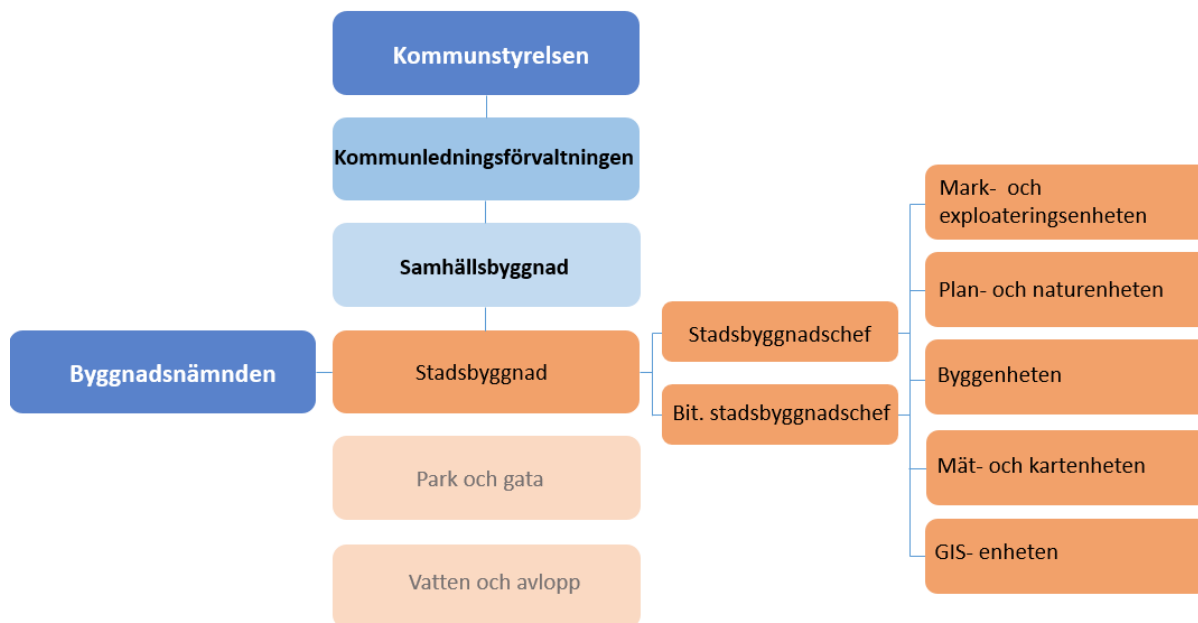 Kommunstyrelsen
Kommunledningsförvaltningen
Samhällsbyggnad
Byggnadsnämnden
Stadsbyggnad
Park och gata
Vatten och avlopp
Stadsbyggnadschef
Bit. stadsbyggnadschef
Mark- och
exploateringsenheten
Plan- och naturenheten
Byggenheten
Mät- och kartenheten
GIS- enheten